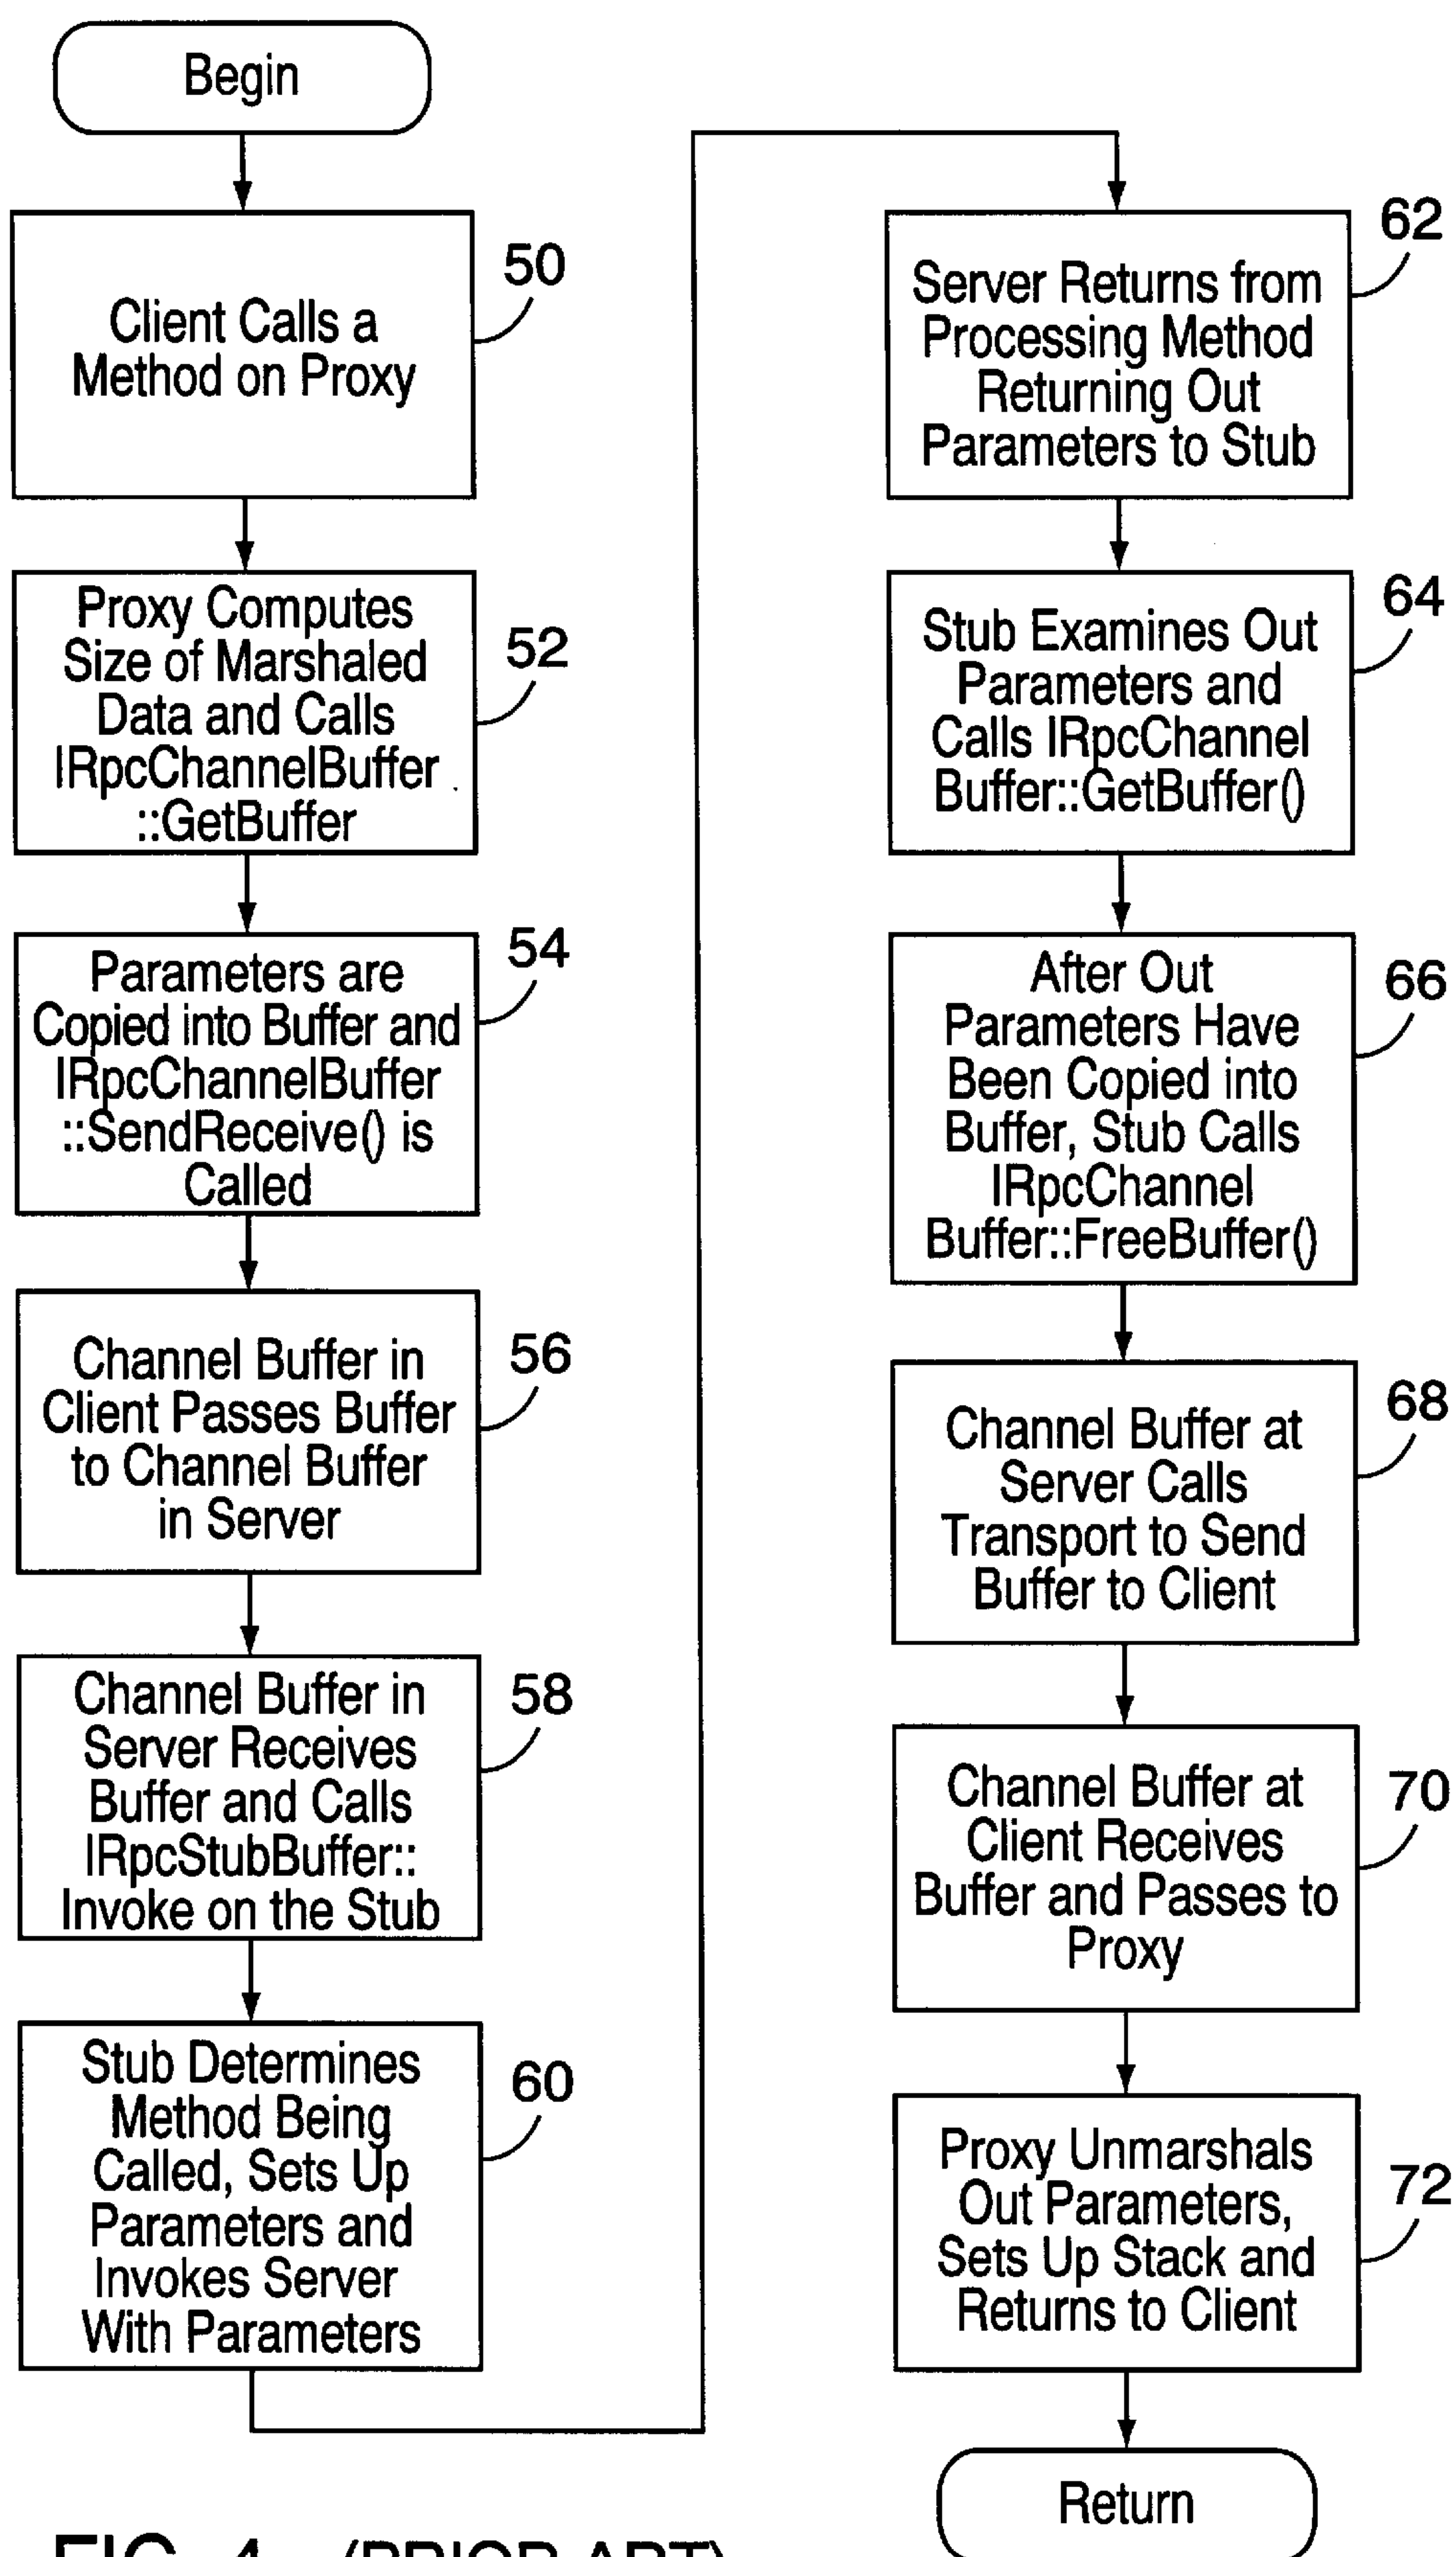 Begin
Client Calls a
Method on Proxy
50
Proxy Computes
Size of Marshaled
Data and Calls
IRpcChannelBuffer
::GetBuffer
52
Parameters are
Copied into Buffer and
IRpcChannelBuffer
::SendReceive() is
Called
54
Channel Buffer in
Client Passes Buffer
to Channel Buffer
in Server
56
Channel Buffer in
Server Receives
Buffer and Calls
IRpcStubBuffer::
Invoke on the Stub
58
Stub Determines
Method Being
Called, Sets Up
Parameters and
Invokes Server
With Parameters
60
Server Returns from
Processing Method
Returning Out
Parameters to Stub
62
Stub Examines Out
Parameters and
Calls IRpcChannel
Buffer::GetBuffer()
64
After Out
Parameters Have
Been Copied into
Buffer, Stub Calls
IRpcChannel
Buffer::FreeBuffer()
66
Channel Buffer at
Server Calls
Transport to Send
Buffer to Client
68
Channel Buffer at
Client Receives
Buffer and Passes to
Proxy
70
Proxy Unmarshals
Out Parameters,
Sets Up Stack and
Returns to Client
72
Return
FIG. 4 (PRIOR ART)